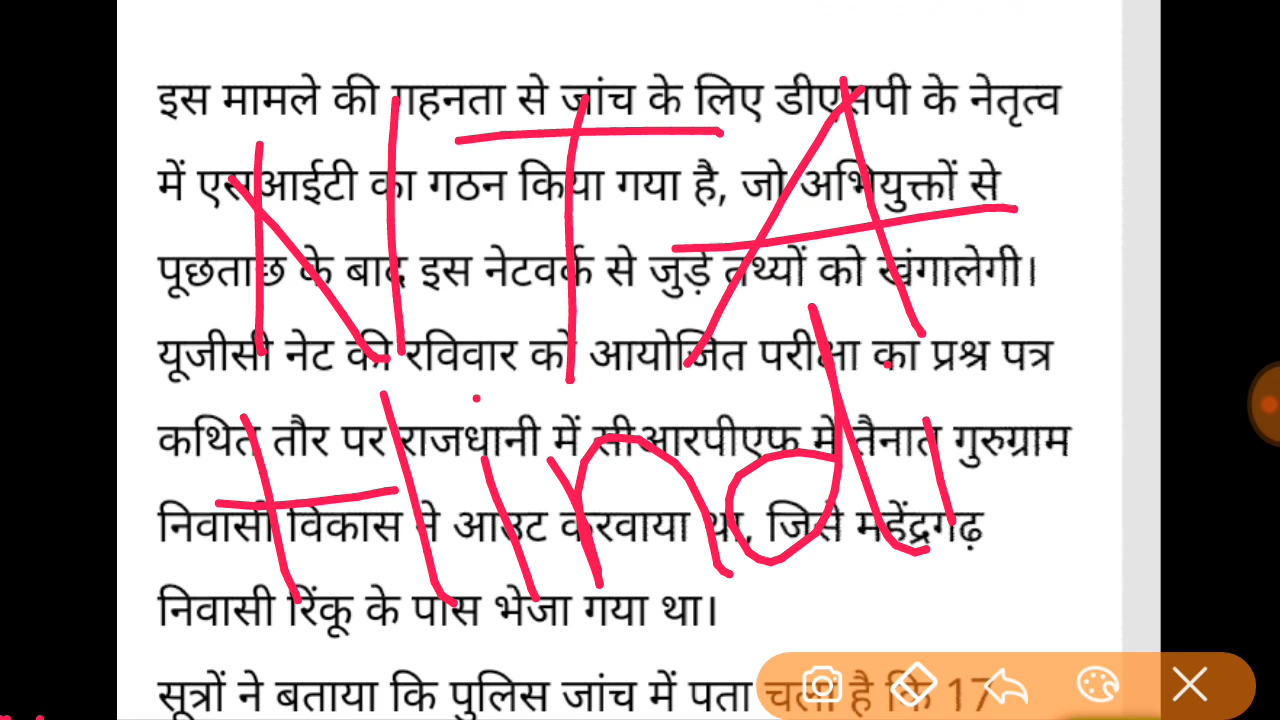 इस मामले की गहनता से जांच के लिए डीएसपी के नेतृत्व
में एसआईटी का गठन किया गया है, जो अभियुक्तों से
पूछताछ के बाद इस नेटवर्क से जुड़े तथ्यों को खंगालेगी।
यूजीसी नेट की रविवार को आयोजित परीक्षा का प्रश्न पत्र
कथित तौर पर राजधानी में सीआरपीएफ में तैनात गुरुग्राम
निवासी विकास ने आउट करवाया था, जिसे महेंद्रगढ़
निवासी रिंकू के पास भेजा गया था।
सूत्रों ने बताया कि पुलिस जांच में पता चला है कि 17
NTA
Hindi